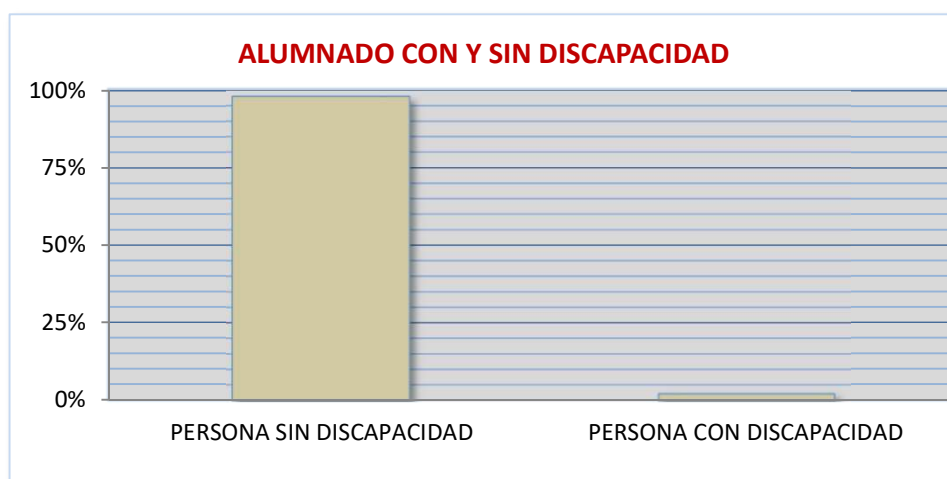 ALUMNADO CON Y SIN DISCAPACIDAD
100%
75%
50%
25%
0%
PERSONA SIN DISCAPACIDAD
PERSONA CON DISCAPACIDAD